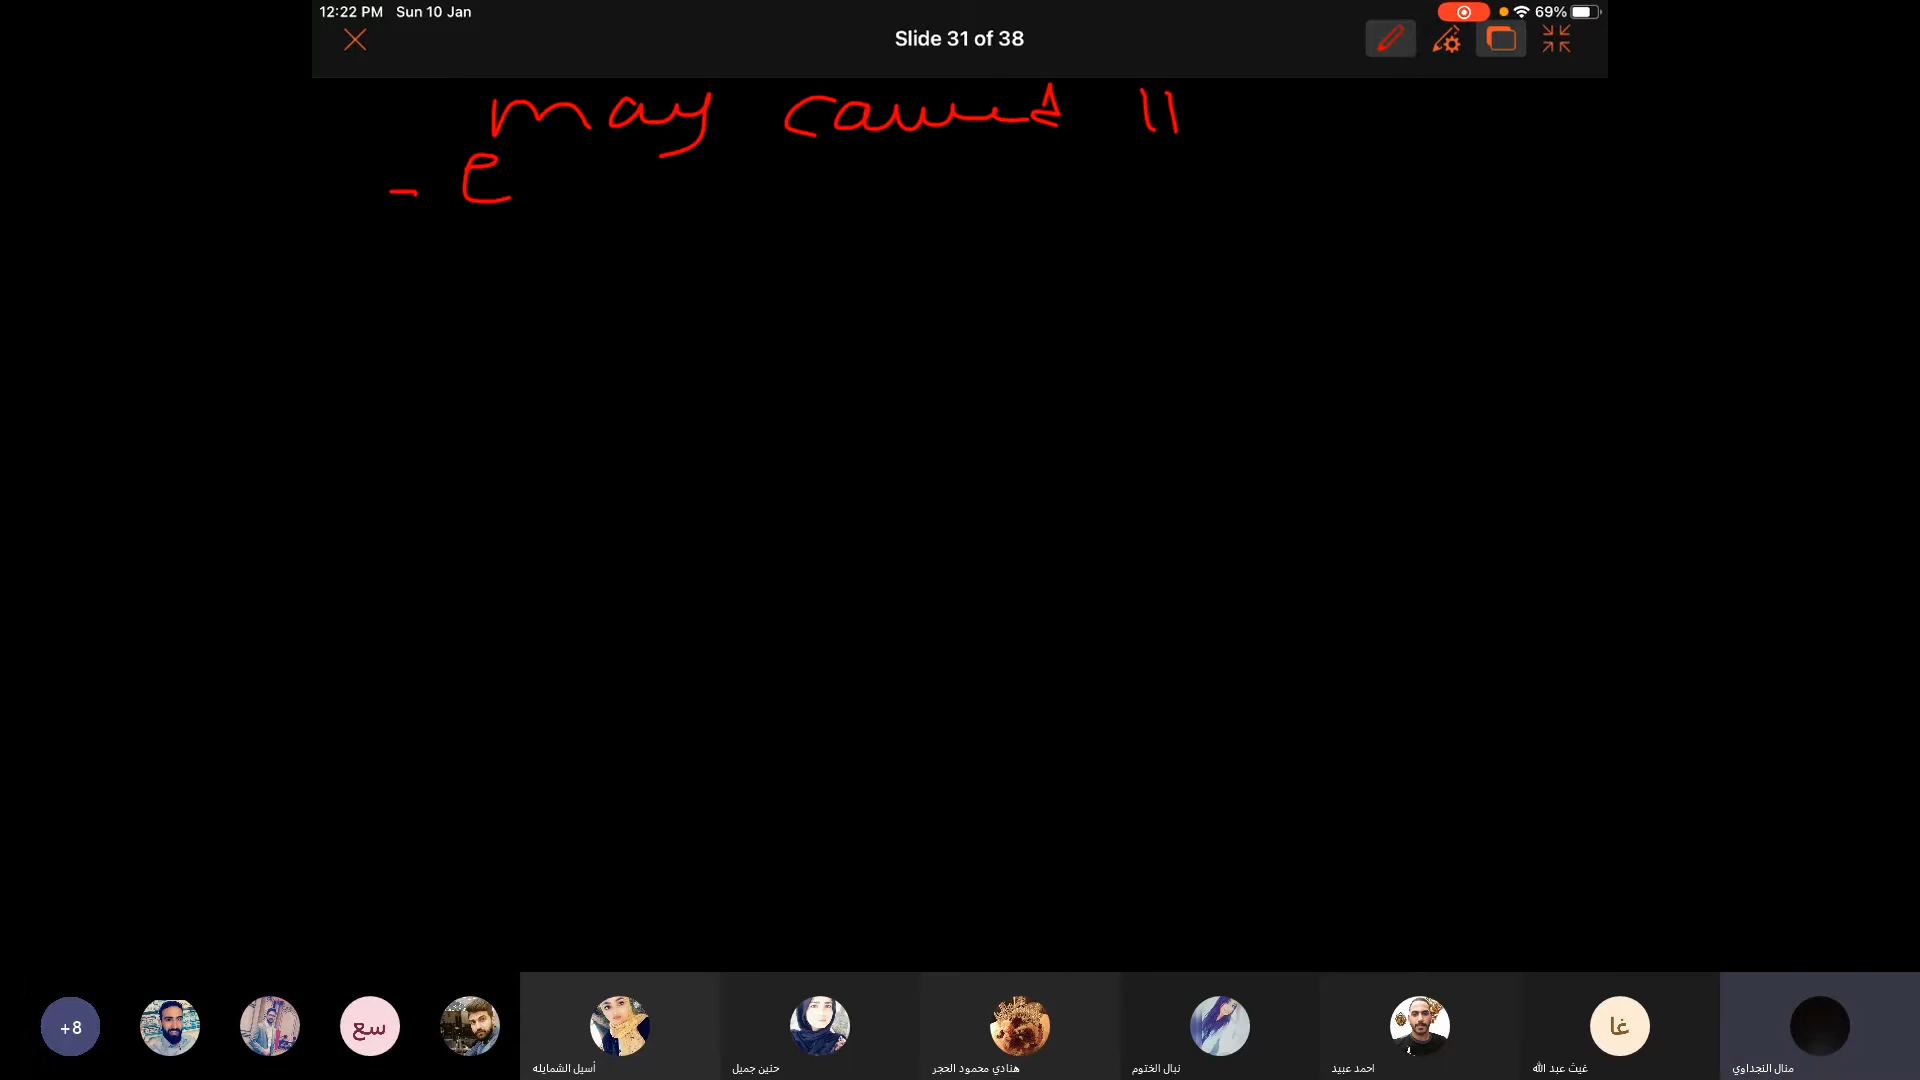 12:22 PM Sun 10 Jan
69%
Slide 31 of 38
may
- e
+8
سع
غا
أسيل الشمايله
حنين جميل
هنادي محمود الحجر
نبال الختوم
احمد عبيد
غيث عبد الله
منال النجداوي